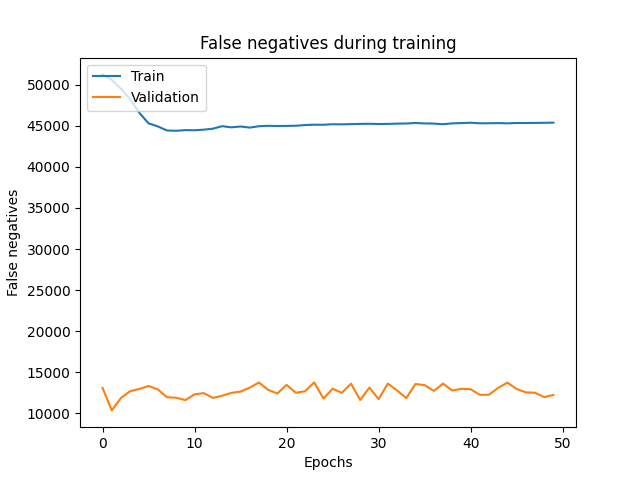 False negatives during training
Train
Validation
False negatives
50000
45000
40000
35000
30000
25000
20000
15000
10000
0 10 20 30 40 50
Epochs